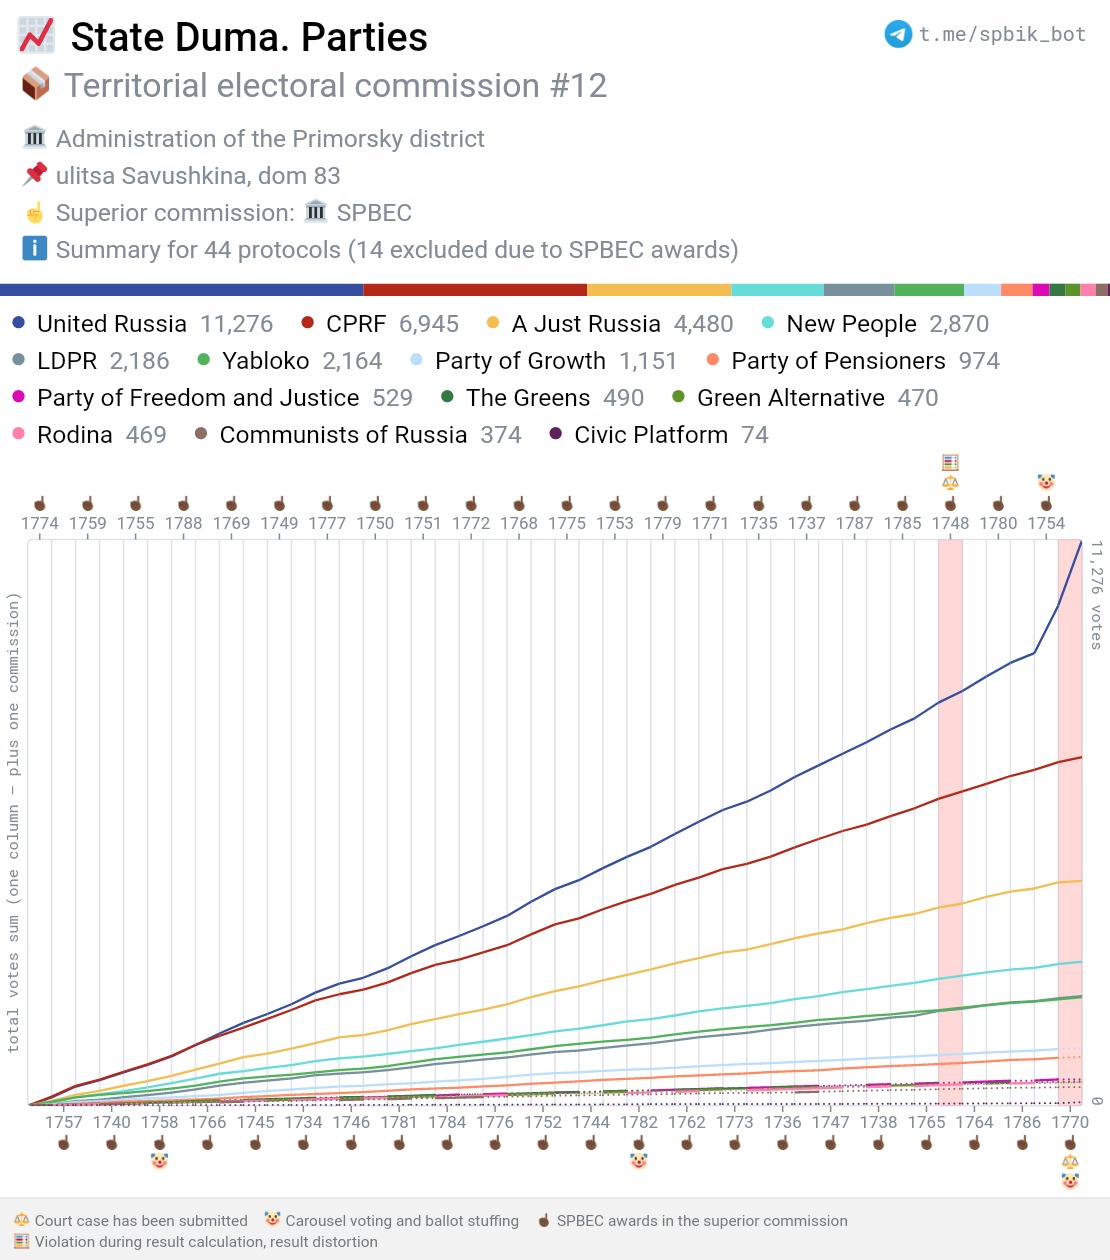 State Duma. Parties
t.me/spbik_bot
Territorial electoral commission #12
Administration of the Primorsky district
ulitsa Savushkina, dom 83
Superior commission: SPBEC
Summary for 44 protocols (14 excluded due to SPBEC awards)
United Russia 11,276 CPRF 6,945 A Just Russia 4,480 New People 2,870
LDPR 2,186 Yabloko 2,164 Party of Growth 1,151 Party of Pensioners 974
Party of Freedom and Justice 529 The Greens 490 Green Alternative 470
Rodina 469 Communists of Russia 374 Civic Platform 74
1774 1759 1755 1788 1769 1749 1777 1750 1751 1772 1768 1775 1753 1779 1771 1735 1737 1787 1785 1748 1780 1754
total votes sum (one column – plus one commission)
11,276 votes
0
1757 1740 1758 1766 1745 1734 1746 1781 1784 1776 1752 1744 1782 1762 1773 1736 1747 1738 1765 1764 1786 1770
Court case has been submitted Carousel voting and ballot stuffing SPBEC awards in the superior commission
Violation during result calculation, result distortion